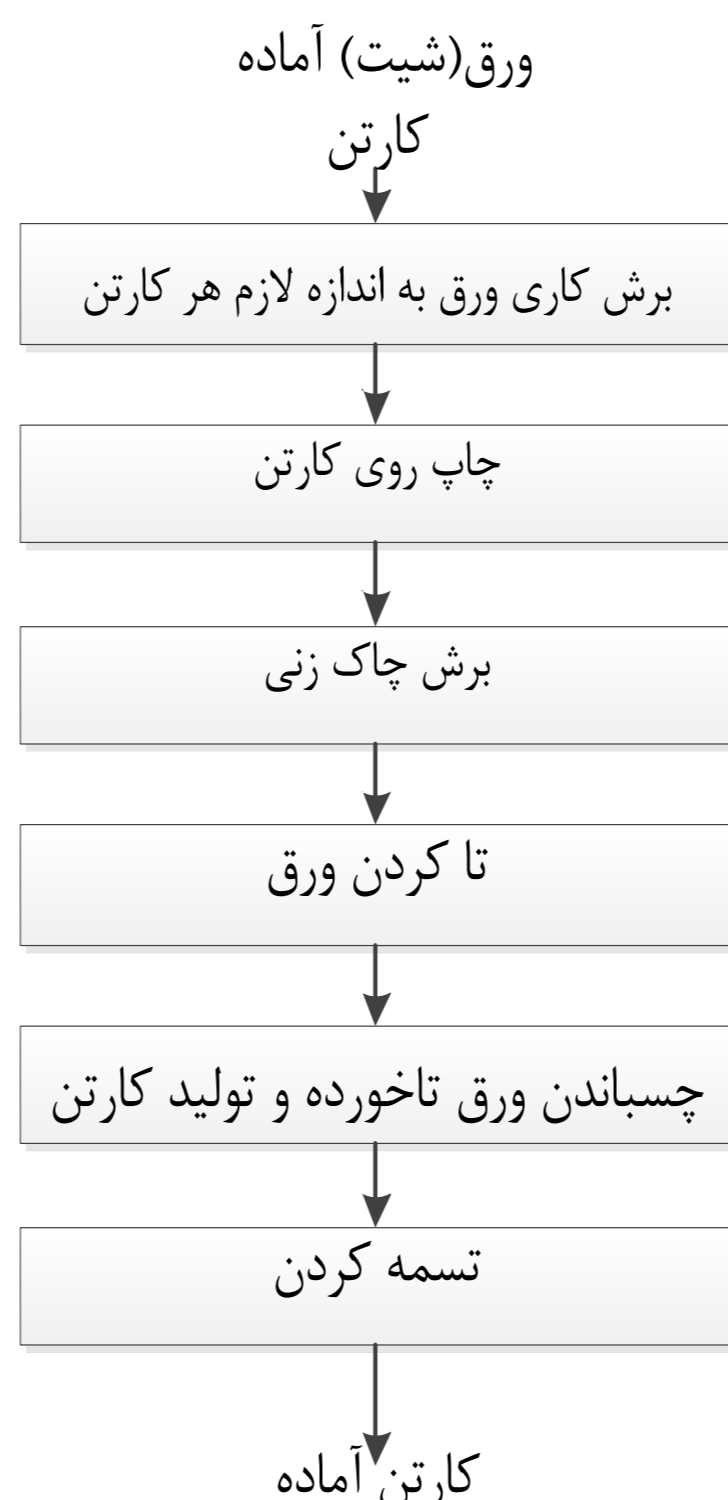 ورق(شیت) آماده
کارتن
برش کاری ورق به اندازه لازم هر کارتن
چاپ روی کارتن
برش چاک زنی
تا کردن ورق
چسباندن ورق تاخورده و تولید کارتن
تسمه کردن
کارتن آماده